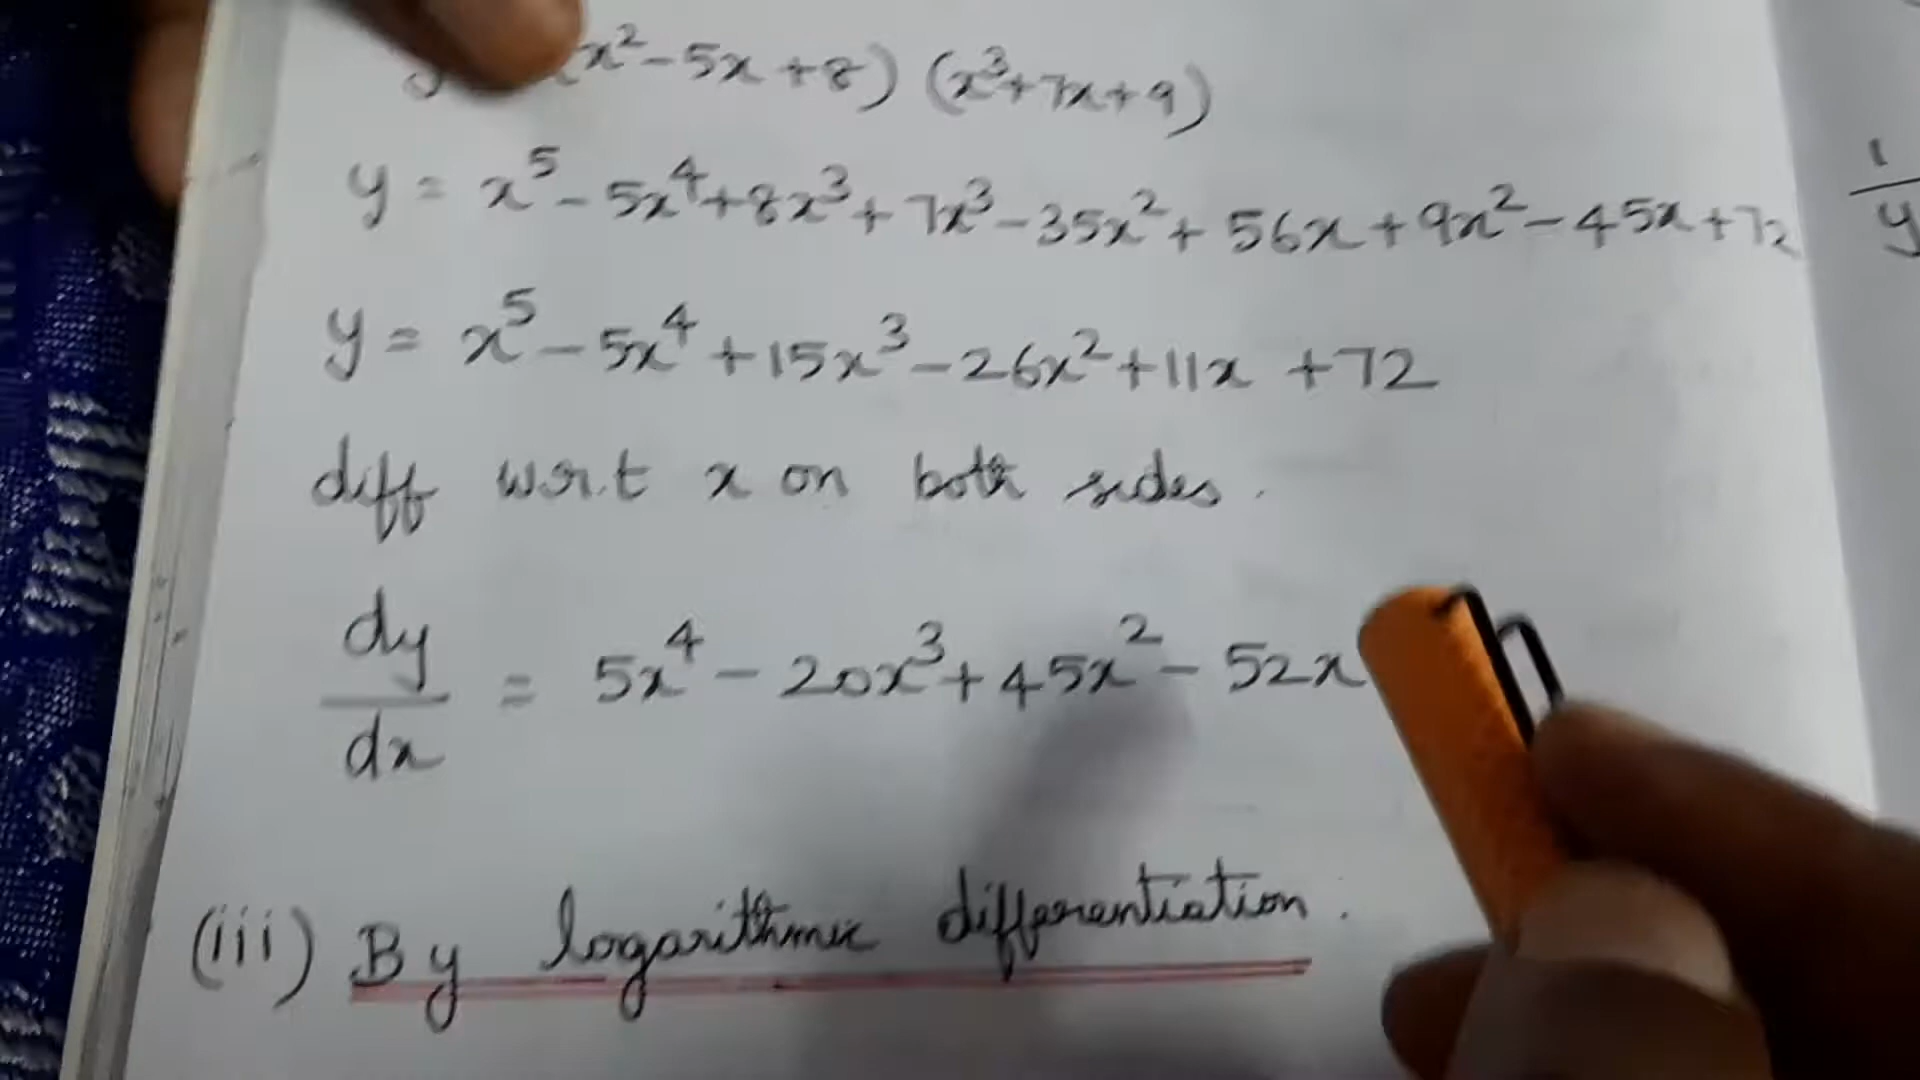 x² - 5x + 8) (x³ + 7x + 9)
y = x⁵ - 5x⁴ + 8x³ + 7x³ - 35x² + 56x + 9x² - 45x + 72
y = x⁵ - 5x⁴ + 15x³ - 26x² + 11x + 72
diff w.r.t x on both sides.
dy/dx = 5x⁴ - 20x³ + 45x² - 52x
(iii) By logarithmic differentiation.
1/y